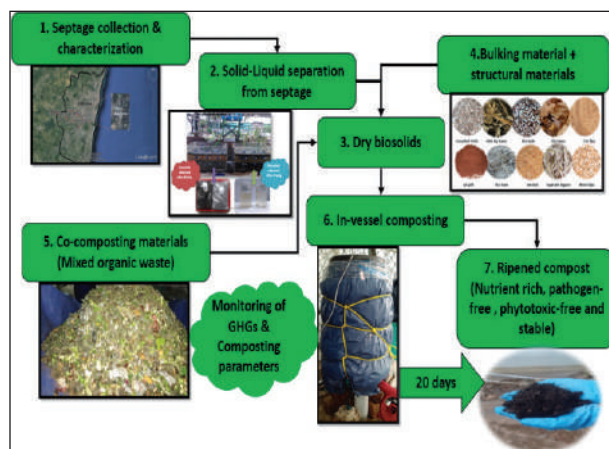 1. Septage collection &
characterization
2. Solid-Liquid separation
from septage
4.Bulking material +
structural materials
3. Dry biosolids
5. Co-composting materials
(Mixed organic waste)
6. In-vessel composting
7. Ripened compost
(Nutrient rich, pathogen-
free , phytotoxic-free and
stable)
Monitoring of
GHGs &
Composting
parameters
20 days